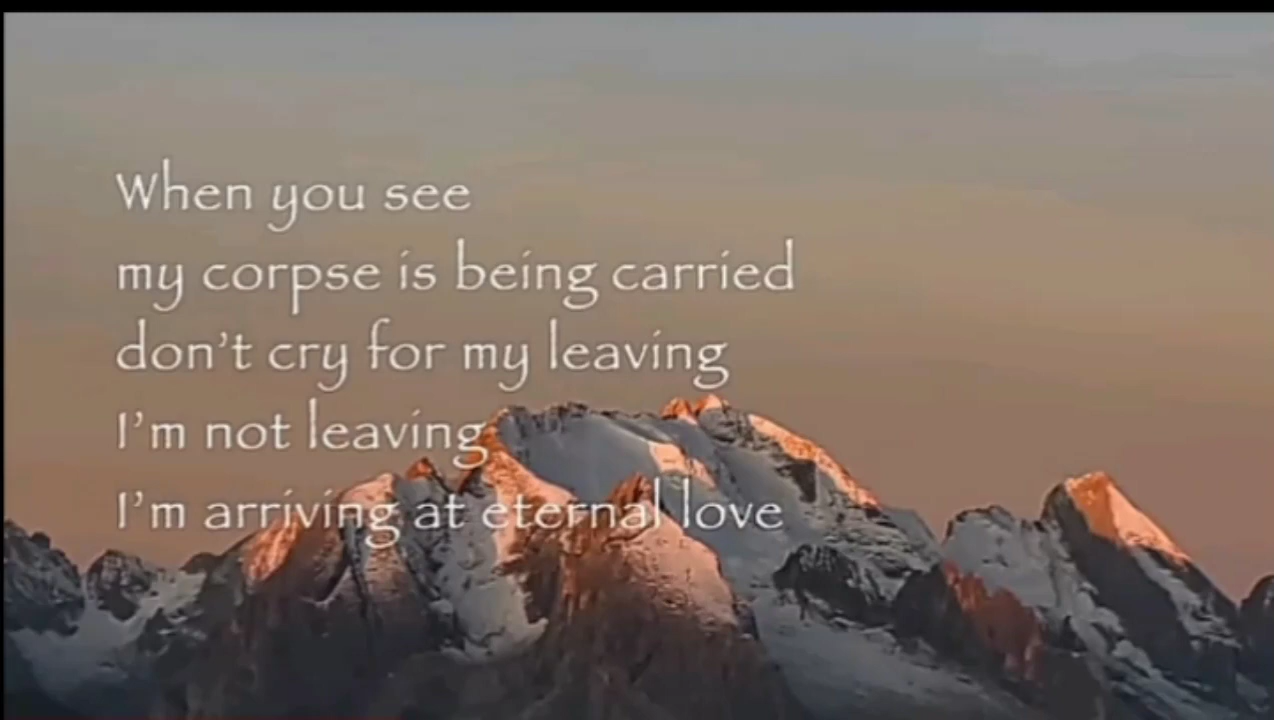 When you see
my corpse is being carried
don't cry for my leaving
I'm not leaving
I'm arriving at eternal love